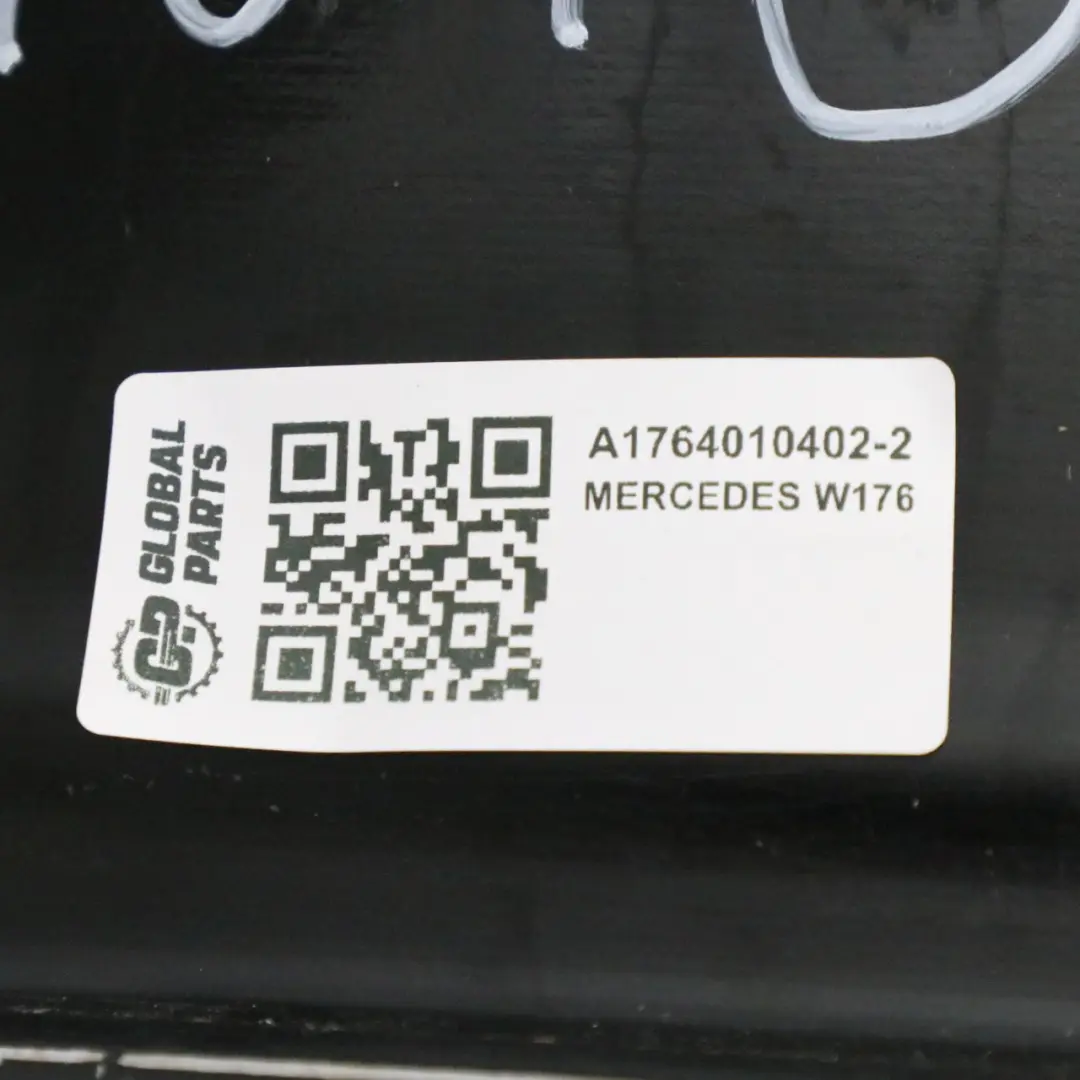 GLOBAL
PARTS
A1764010402-2
MERCEDES W176